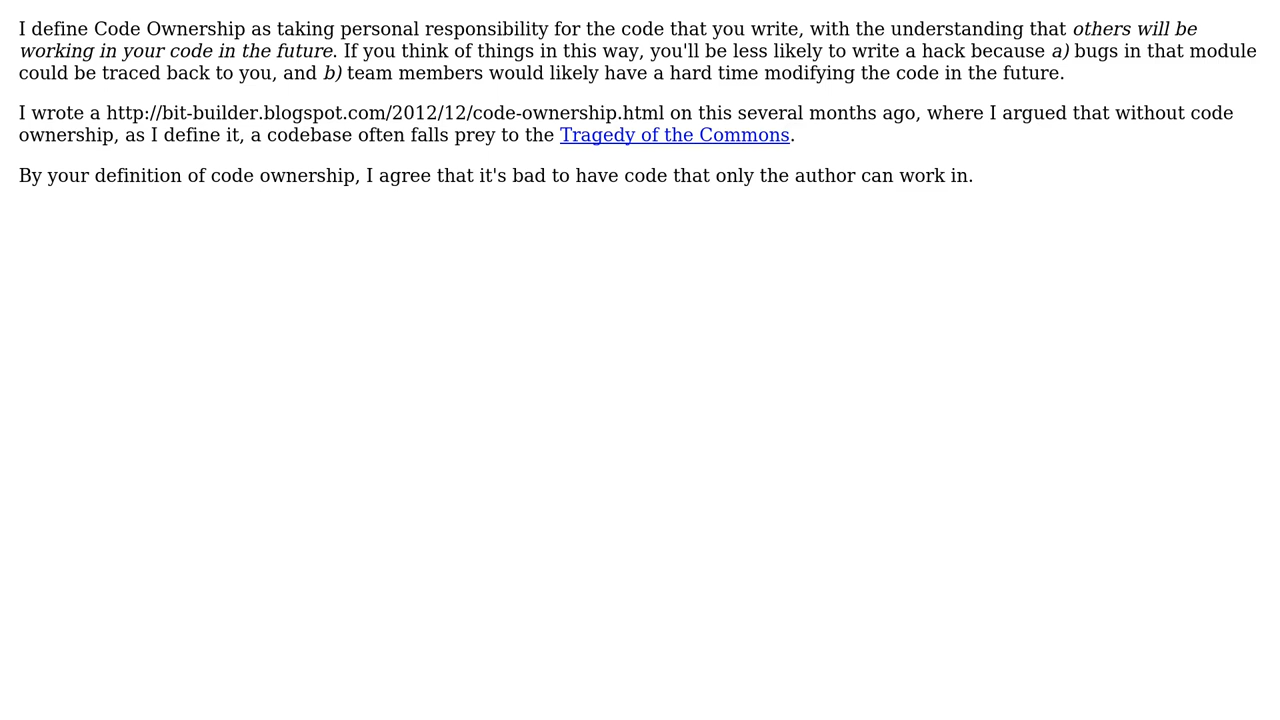 I define Code Ownership as taking personal responsibility for the code that you write, with the understanding that others will be
working in your code in the future. If you think of things in this way, you'll be less likely to write a hack because a) bugs in that module
could be traced back to you, and b) team members would likely have a hard time modifying the code in the future.
I wrote a http://bit-builder.blogspot.com/2012/12/code-ownership.html on this several months ago, where I argued that without code
ownership, as I define it, a codebase often falls prey to the Tragedy of the Commons.
By your definition of code ownership, I agree that it's bad to have code that only the author can work in.